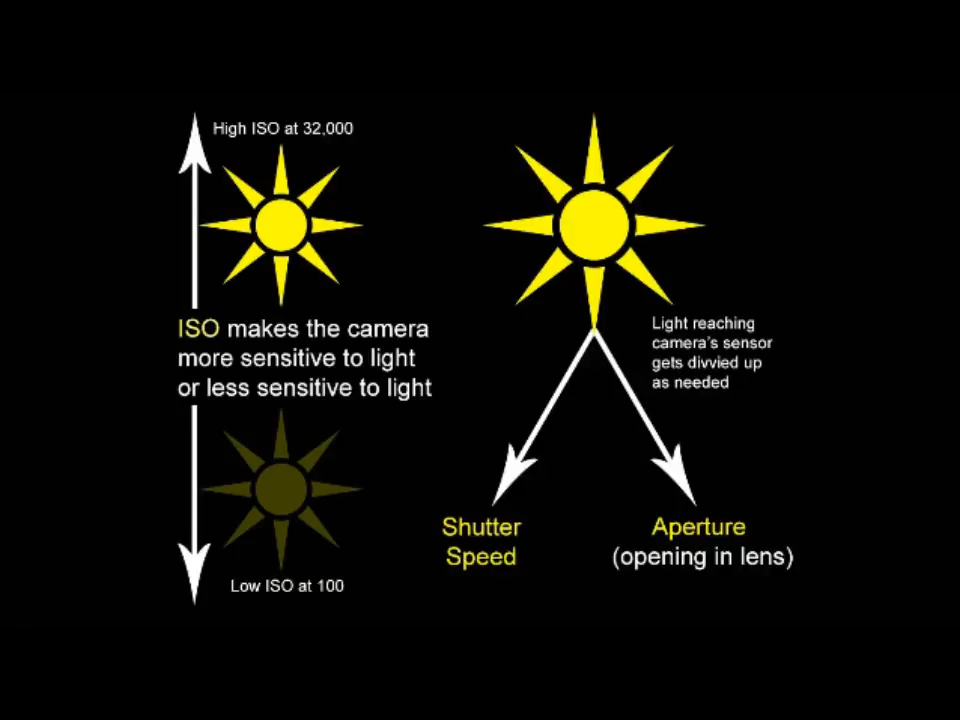 High ISO at 32,000
ISO makes the camera
more sensitive to light
or less sensitive to light
Low ISO at 100
Light reaching
camera's sensor
gets divvied up
as needed
Shutter
Speed
Aperture
(opening in lens)